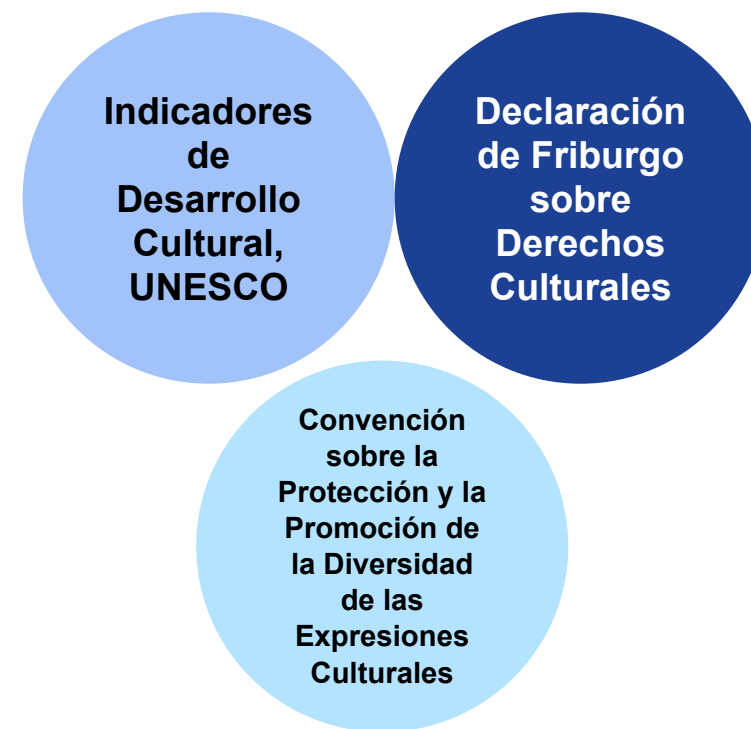 Indicadores
de
Desarrollo
Cultural,
UNESCO
Declaración
de Friburgo
sobre
Derechos
Culturales
Convención
sobre la
Protección y la
Promoción de
la Diversidad
de las
Expresiones
Culturales